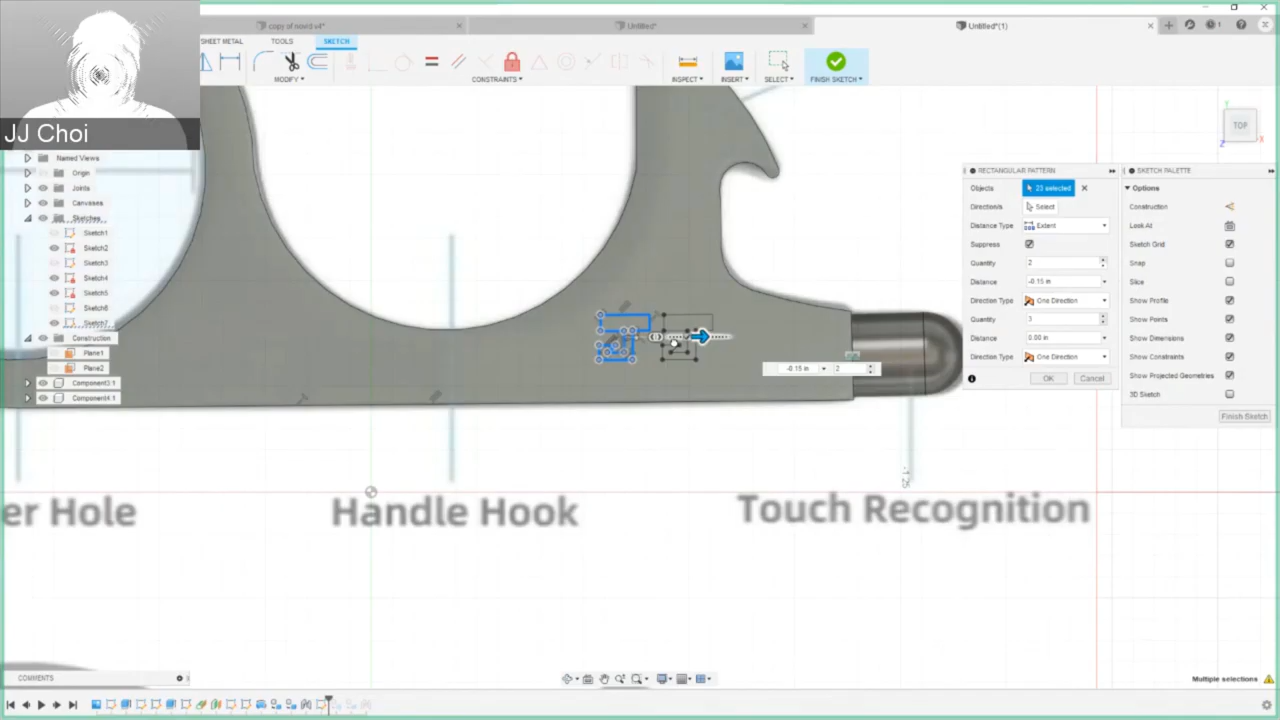 copy of novid v4*
Untitled*
Untitled*(1)
1
SHEET METAL
TOOLS
SKETCH
MODIFY
CONSTRAINTS
INSPECT
INSERT
SELECT
FINISH SKETCH
JJ Choi
TOP
Named Views
Origin
Joints
Canvases
Sketches
Sketch1
Sketch2
Sketch3
Sketch4
Sketch5
Sketch6
Sketch7
Construction
Plane1
Plane2
Component3:1
Component4:1
RECTANGULAR PATTERN
Objects
23 selected
Direction/s
Select
Distance Type
Extent
Suppress
Quantity
2
Distance
-0.15 in
Direction Type
One Direction
Quantity
3
Distance
0.00 in
Direction Type
One Direction
OK
Cancel
SKETCH PALETTE
Options
Construction
Look At
Sketch Grid
Snap
Slice
Show Profile
Show Points
Show Dimensions
Show Constraints
Show Projected Geometries
3D Sketch
Finish Sketch
-0.15 in
2
-1.25
er Hole
Handle Hook
Touch Recognition
COMMENTS
Multiple selections